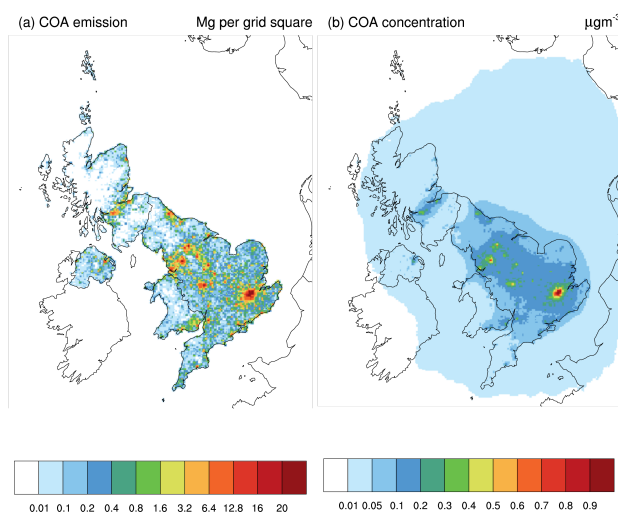 (a) COA emission Mg per grid square
(b) COA concentration µgm⁻³
0.01 0.1 0.2 0.4 0.8 1.6 3.2 6.4 12.8 16 20
0.01 0.05 0.1 0.2 0.3 0.4 0.5 0.6 0.7 0.8 0.9